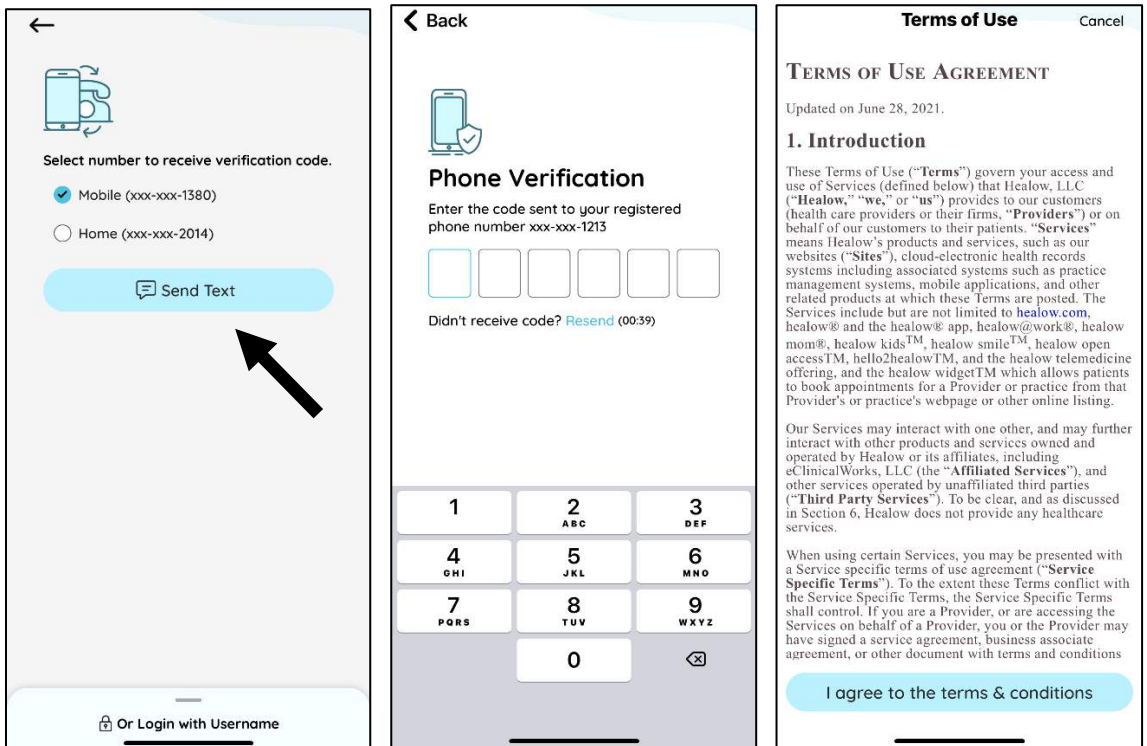 Select number to receive verification code.
Mobile (xxx-xxx-1380)
Home (xxx-xxx-2014)
Send Text
Or Login with Username
Back
Phone Verification
Enter the code sent to your registered
phone number xxx-xxx-1213
Didn't receive code? Resend (00:39)
1
2
ABC
3
DEF
4
GHI
5
JKL
6
MNO
7
PQRS
8
TUV
9
WXYZ
0
Terms of Use
Cancel
TERMS OF USE AGREEMENT
Updated on June 28, 2021.
1. Introduction
These Terms of Use (“Terms”) govern your access and
use of Services (defined below) that Healow, LLC
(“Healow,” “we,” or “us”) provides to our customers
(health care providers or their firms, “Providers”) or on
behalf of our customers to their patients. “Services”
means Healow’s products and services, such as our
websites (“Sites”), cloud-electronic health records
systems including associated systems such as practice
management systems, mobile applications, and other
related products at which these Terms are posted. The
Services include but are not limited to healow.com,
healow® and the healow® app, healow@work®, healow
mom®, healow kidsTM, healow smileTM, healow open
accessTM, hello2healowTM, and the healow telemedicine
offering, and the healow widgetTM which allows patients
to book appointments for a Provider or practice from that
Provider's or practice's webpage or other online listing.
Our Services may interact with one other, and may further
interact with other products and services owned and
operated by Healow or its affiliates, including
eClinicalWorks, LLC (the “Affiliated Services”), and
other services operated by unaffiliated third parties
(“Third Party Services”). To be clear, and as discussed
in Section 6, Healow does not provide any healthcare
services.
When using certain Services, you may be presented with
a Service specific terms of use agreement (“Service
Specific Terms”). To the extent these Terms conflict with
the Service Specific Terms, the Service Specific Terms
shall control. If you are a Provider, or are accessing the
Services on behalf of a Provider, you or the Provider may
have signed a service agreement, business associate
agreement, or other document with terms and conditions
I agree to the terms & conditions